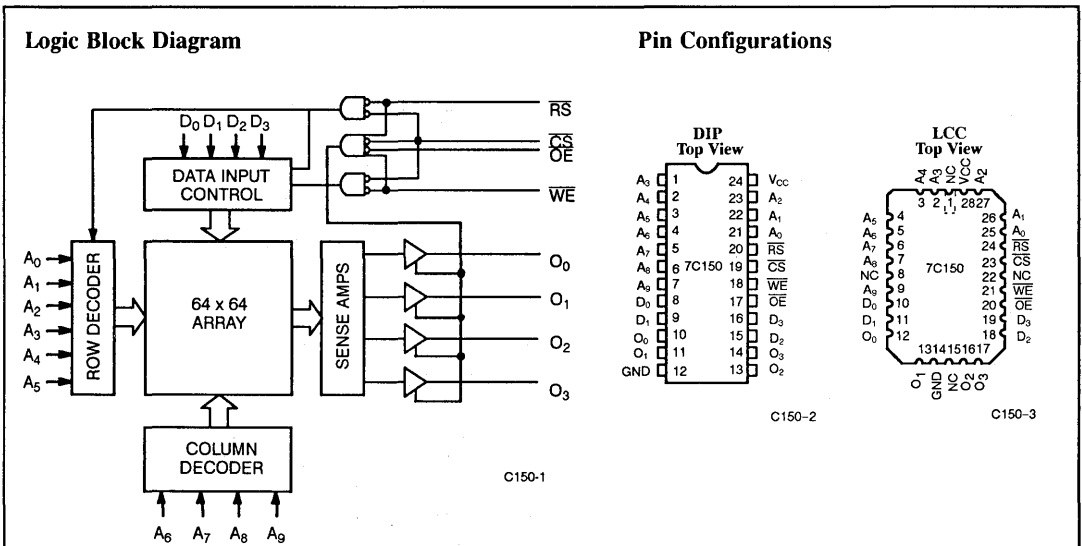 Logic Block Diagram
RS
D0 D1 D2 D3
CS
OE
DATA INPUT
CONTROL
WE
A0
A1
A2
A3
A4
A5
ROW DECODER
64 x 64
ARRAY
SENSE AMPS
O0
O1
O2
O3
COLUMN
DECODER
A6 A7 A8 A9
C150-1
Pin Configurations
DIP
Top View
A3 1 24 VCC
A4 2 23 A2
A5 3 22 A1
A6 4 21 A0
A7 5 20 RS
A8 6 7C150 19 CS
A9 7 18 WE
D0 8 17 OE
D1 9 16 D3
O0 10 15 D2
O1 11 14 O3
GND 12 13 O2
C150-2
LCC
Top View
A4 A3 NC VCC A2
3 2 1 28 27
A5 4 26 A1
A6 5 25 A0
A7 6 24 RS
A8 7 7C150 23 CS
NC 8 22 NC
A9 9 21 WE
D0 10 20 OE
D1 11 19 D3
O0 12 18 D2
13 14 15 16 17
O1 GND NC O2 O3
C150-3